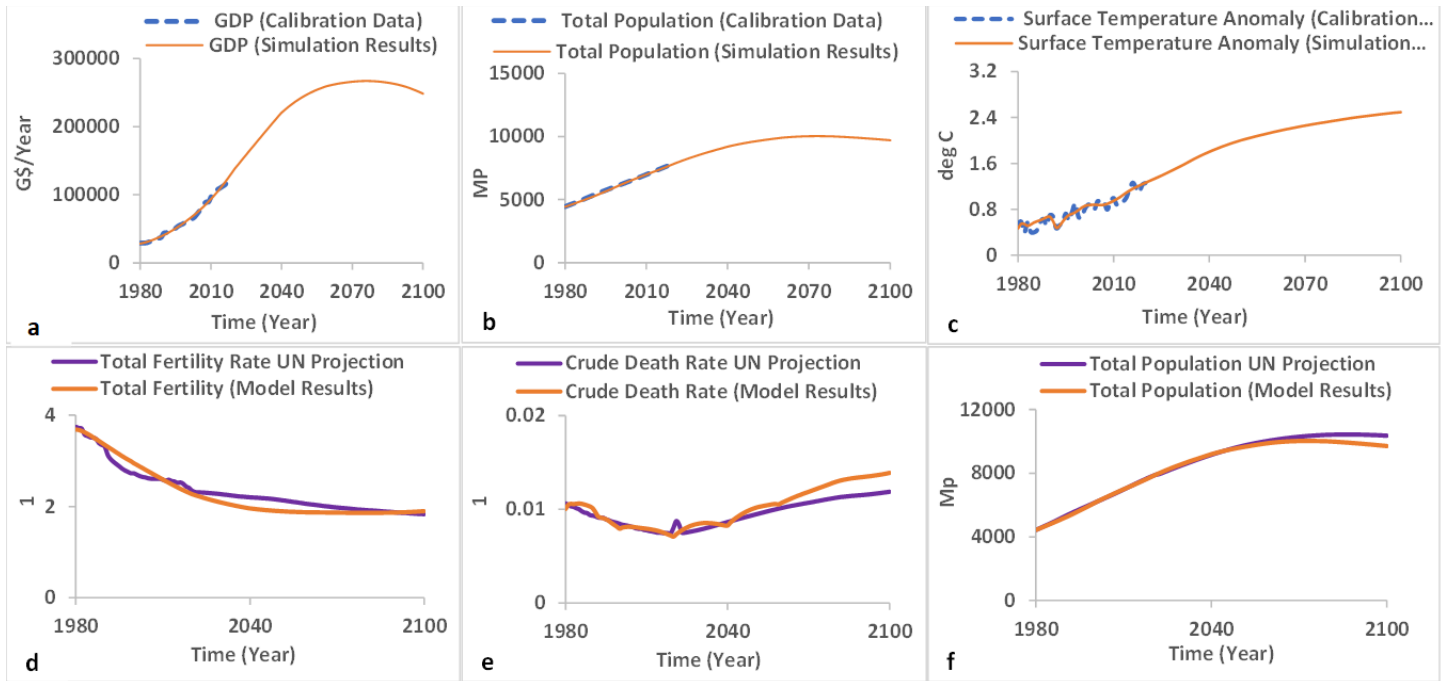 GDP (Calibration Data)
GDP (Simulation Results)
300000
200000
100000
0
G$/Year
1980 2010 2040 2070 2100
Time (Year)
a
Total Population (Calibration Data)
Total Population (Simulation Results)
15000
10000
5000
0
MP
1980 2010 2040 2070 2100
Time (Year)
b
Surface Temperature Anomaly (Calibration...
Surface Temperature Anomaly (Simulation...
3.2
2.4
1.6
0.8
0
deg C
1980 2010 2040 2070 2100
Time (Year)
c
Total Fertility Rate UN Projection
Total Fertility (Model Results)
4
2
0
1
1980 2040 2100
Time (Year)
d
Crude Death Rate UN Projection
Crude Death Rate (Model Results)
0.02
0.01
0
1
1980 2040 2100
Time (Year)
e
Total Population UN Projection
Total Population (Model Results)
12000
8000
4000
0
Mp
1980 2040 2100
Time (Year)
f